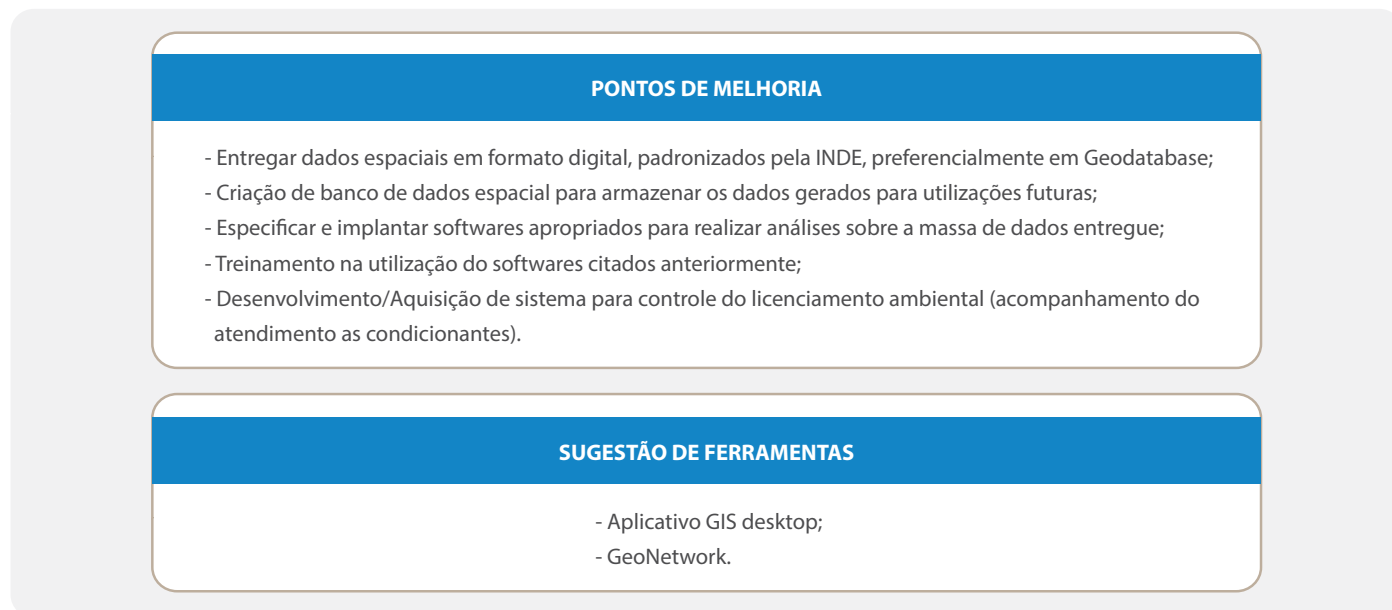 PONTOS DE MELHORIA
- Entregar dados espaciais em formato digital, padronizados pela INDE, preferencialmente em Geodatabase;
- Criação de banco de dados espacial para armazenar os dados gerados para utilizações futuras;
- Especificar e implantar softwares apropriados para realizar análises sobre a massa de dados entregue;
- Treinamento na utilização do softwares citados anteriormente;
- Desenvolvimento/Aquisição de sistema para controle do licenciamento ambiental (acompanhamento do
atendimento as condicionantes).
SUGESTÃO DE FERRAMENTAS
- Aplicativo GIS desktop;
- GeoNetwork.